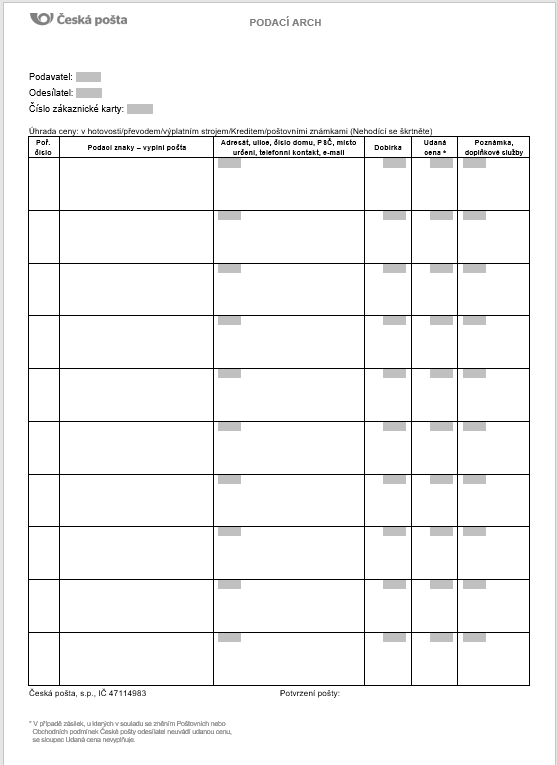 Česká pošta
PODACÍ ARCH
Podavatel:
Odesílatel:
Číslo zákaznické karty:
Úhrada ceny: v hotovosti/převodem/výplatním strojem/Kreditem/poštovními známkami (Nehodící se škrtněte)
Poř. číslo
Podací znaky – vyplní pošta
Adresát, ulice, číslo domu, PSČ, místo určení, telefonní kontakt, e-mail
Dobírka
Udaná cena *
Poznámka, doplňkové služby
Česká pošta, s.p., IČ 47114983
Potvrzení pošty:
* V případě zásilek, u kterých v souladu se zněním Poštovních nebo
Obchodních podmínek České pošty odesílatel neuvádí udanou cenu,
se sloupec Udaná cena nevyplňuje.